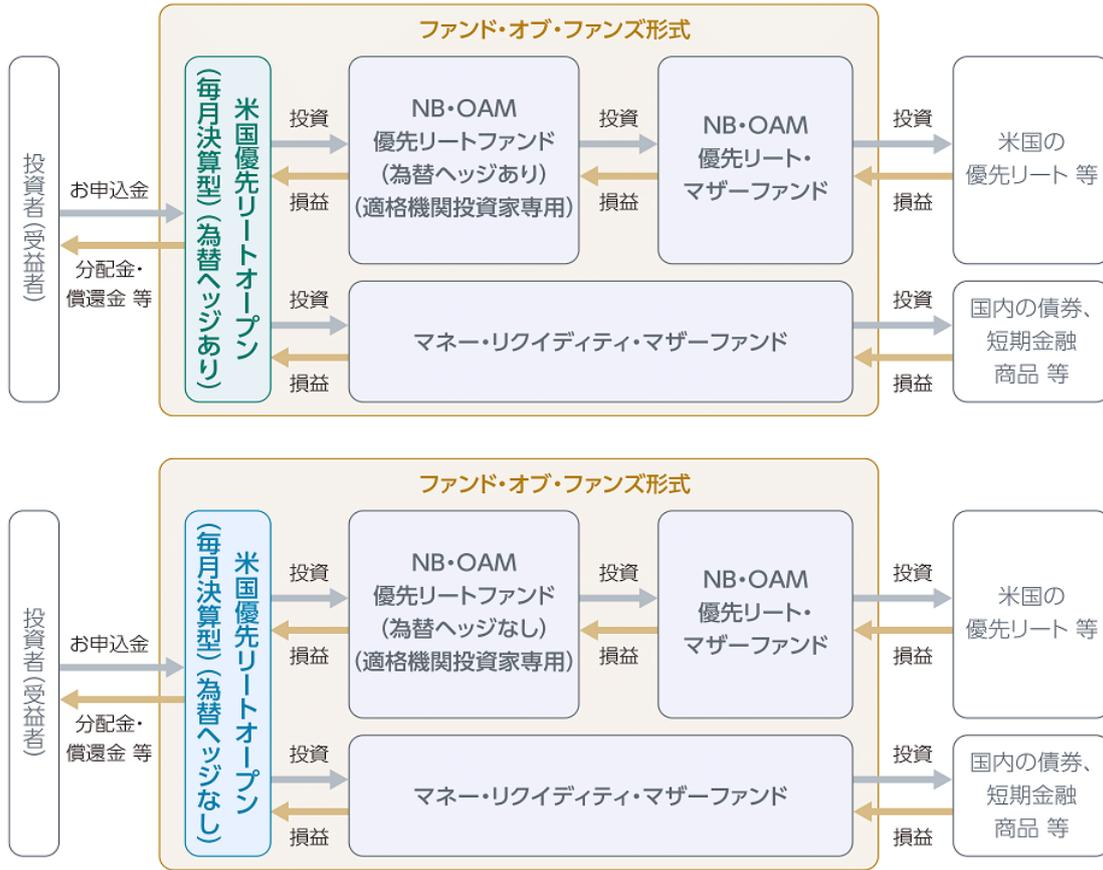 ファンド・オブ・ファンズ形式
投資者(受益者)
お申込金
分配金・
償還金 等
米国優先リートオープン
(毎月決算型)(為替ヘッジあり)
投資
損益
NB・OAM
優先リートファンド
(為替ヘッジあり)
(適格機関投資家専用)
投資
損益
NB・OAM
優先リート・
マザーファンド
投資
損益
米国の
優先リート 等
投資
損益
マネー・リクイディティ・マザーファンド
投資
損益
国内の債券、
短期金融
商品 等
ファンド・オブ・ファンズ形式
投資者(受益者)
お申込金
分配金・
償還金 等
米国優先リートオープン
(毎月決算型)(為替ヘッジなし)
投資
損益
NB・OAM
優先リートファンド
(為替ヘッジなし)
(適格機関投資家専用)
投資
損益
NB・OAM
優先リート・
マザーファンド
投資
損益
米国の
優先リート 等
投資
損益
マネー・リクイディティ・マザーファンド
投資
損益
国内の債券、
短期金融
商品 等